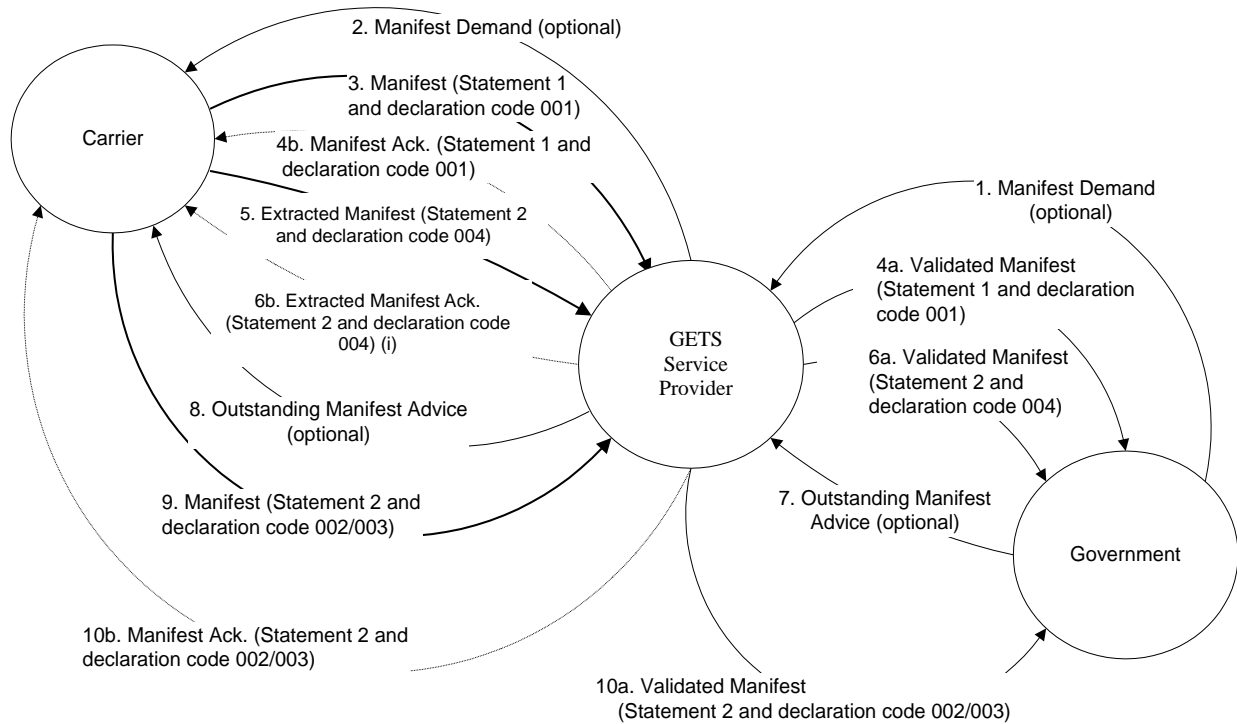 2. Manifest Demand (optional)
3. Manifest (Statement 1
and declaration code 001)
Carrier
4b. Manifest Ack. (Statement 1 and
declaration code 001)
1. Manifest Demand
(optional)
5. Extracted Manifest (Statement 2
and declaration code 004)
4a. Validated Manifest
(Statement 1 and declaration
code 001)
6b. Extracted Manifest Ack.
(Statement 2 and declaration code
004) (i)
GETS
Service
Provider
6a. Validated Manifest
(Statement 2 and
declaration code 004)
8. Outstanding Manifest Advice
(optional)
9. Manifest (Statement 2 and
declaration code 002/003)
7. Outstanding Manifest
Advice (optional)
Government
10b. Manifest Ack. (Statement 2 and
declaration code 002/003)
10a. Validated Manifest
(Statement 2 and declaration code 002/003)